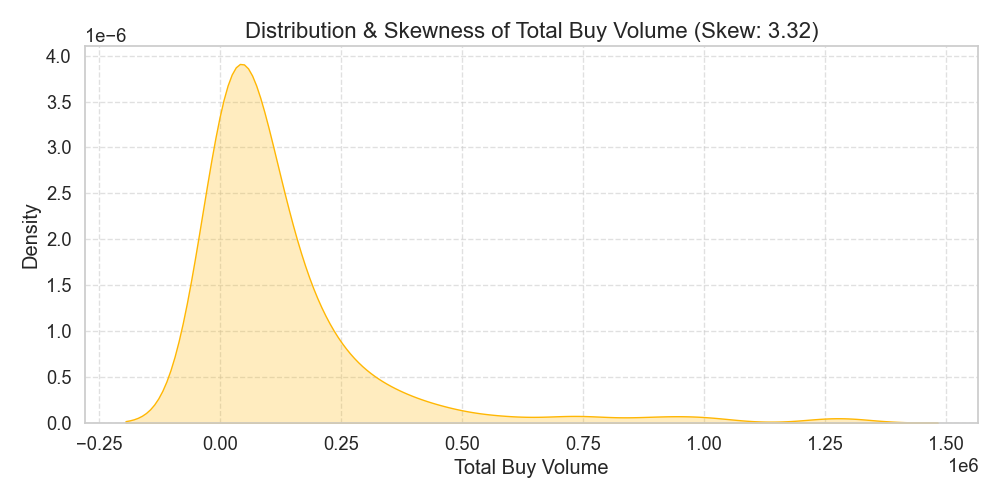 Distribution & Skewness of Total Buy Volume (Skew: 3.32)
1e−6
4.0
3.5
3.0
2.5
2.0
1.5
1.0
0.5
0.0
Density
−0.25 0.00 0.25 0.50 0.75 1.00 1.25 1.50
Total Buy Volume
1e6